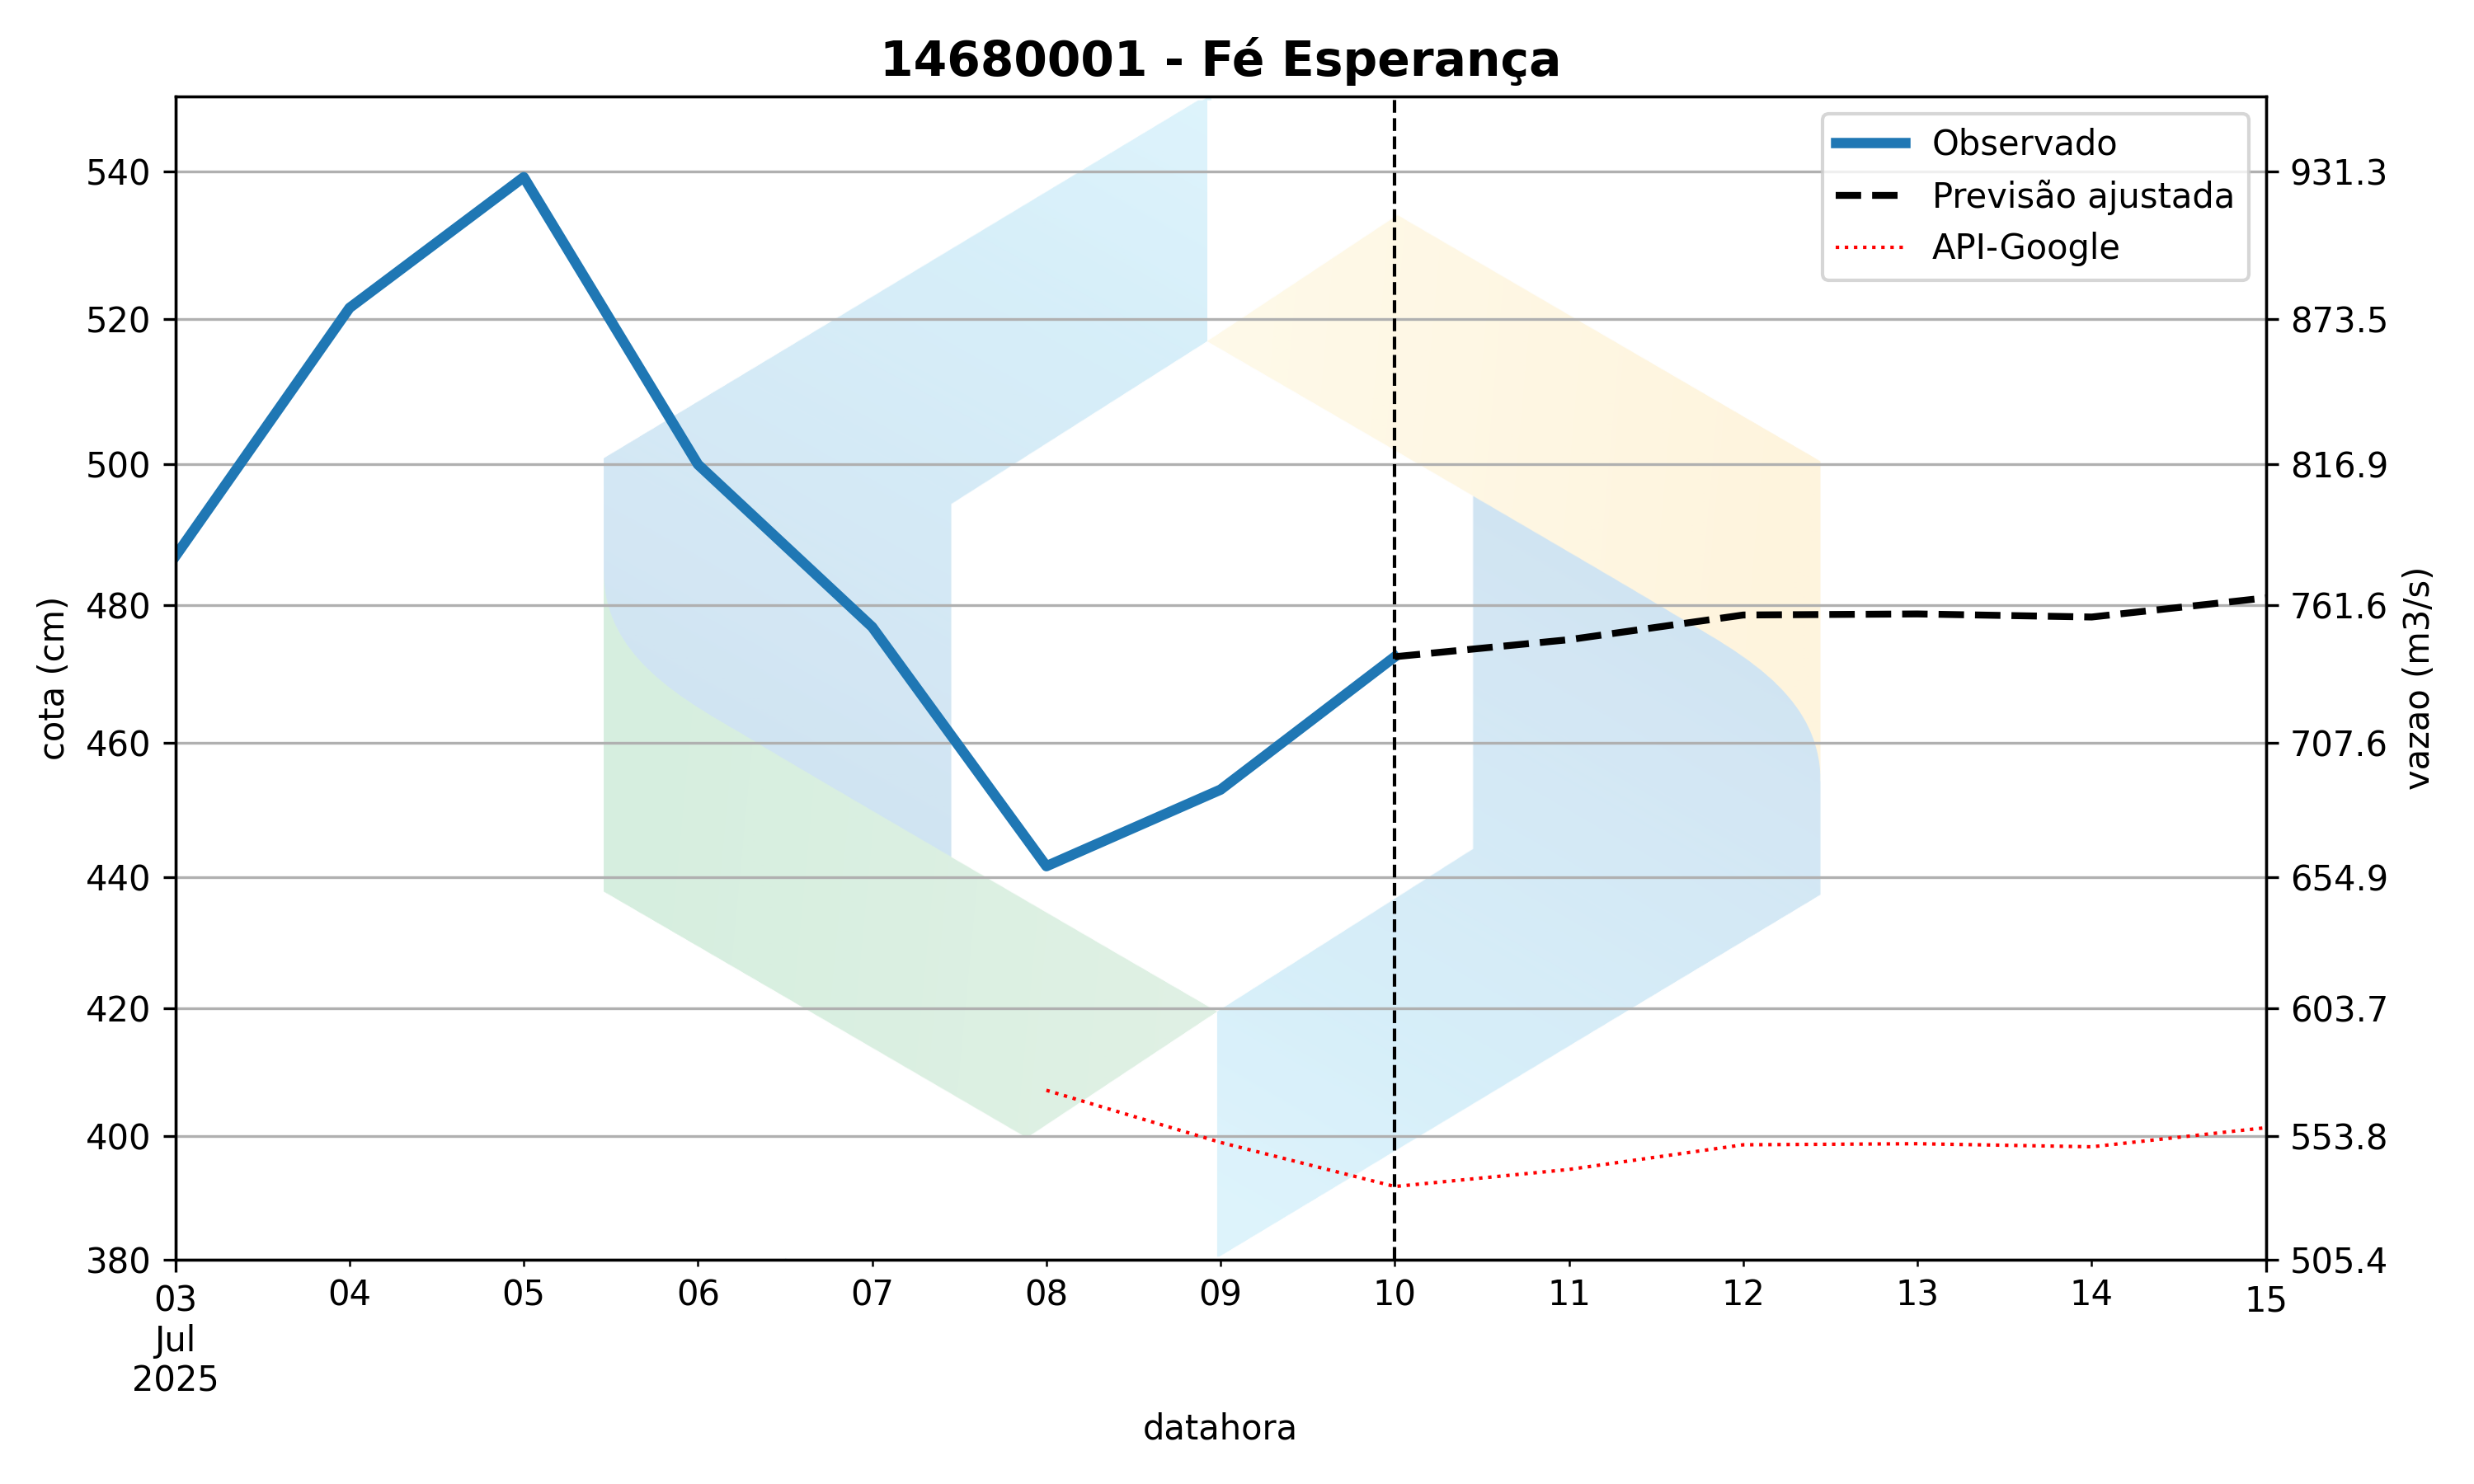 14680001 - Fé Esperança
Observado
Previsão ajustada
API-Google
540
520
500
480
460
440
420
400
380
cota (cm)
931.3
873.5
816.9
761.6
707.6
654.9
603.7
553.8
505.4
vazao (m3/s)
03 04 05 06 07 08 09 10 11 12 13 14 15
Jul
2025
datahora